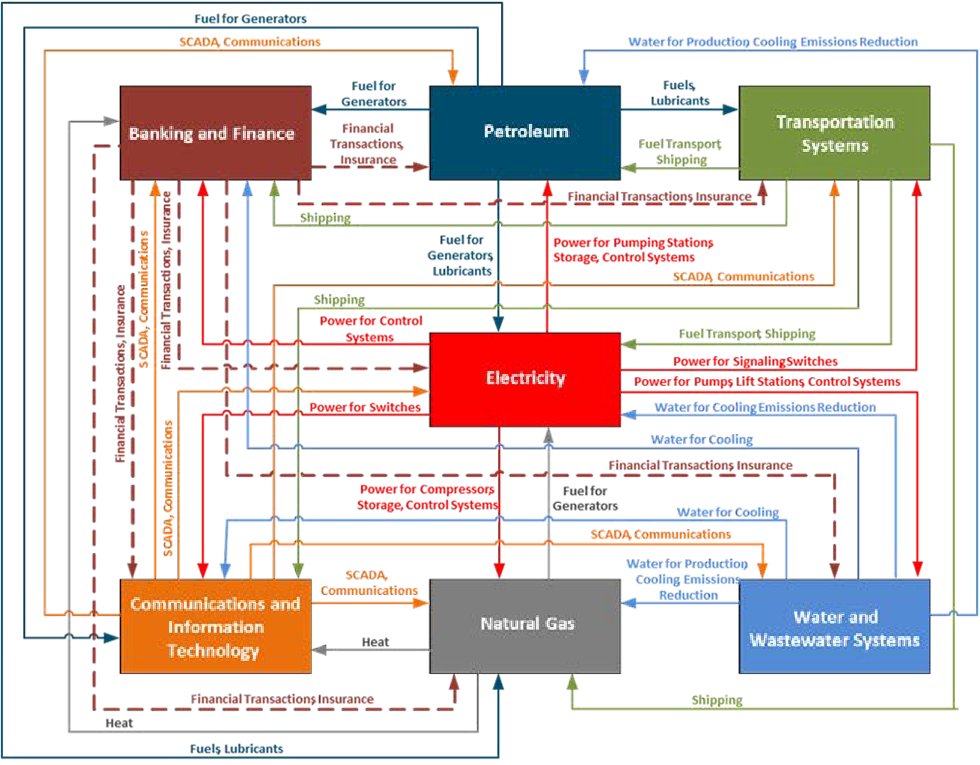 Fuel for Generators
SCADA, Communications
Water for Production, Cooling Emissions Reduction
Fuel for
Generators
Fuels,
Lubricants
Banking and Finance
Financial
Transactions,
Insurance
Petroleum
Transportation
Systems
Fuel Transport,
Shipping
Financial Transactions, Insurance
Shipping
Fuel for
Generators,
Lubricants
Power for Pumping Stations,
Storage, Control Systems
SCADA, Communications
Financial Transactions, Insurance
SCADA, Communications
Financial Transactions, Insurance
Shipping
Power for Control
Systems
Fuel Transport, Shipping
Electricity
Power for Signaling Switches
Power for Pumps, Lift Stations, Control Systems
Power for Switches
Water for Cooling Emissions Reduction
SCADA, Communications
Water for Cooling
Financial Transactions, Insurance
Power for Compressors,
Storage, Control Systems
Fuel for
Generators
Water for Cooling
SCADA, Communications
Water for Production,
Cooling Emissions
Reduction
SCADA,
Communications
Communications and
Information
Technology
Natural Gas
Water and
Wastewater Systems
Heat
Financial Transactions, Insurance
Shipping
Heat
Fuels, Lubricants